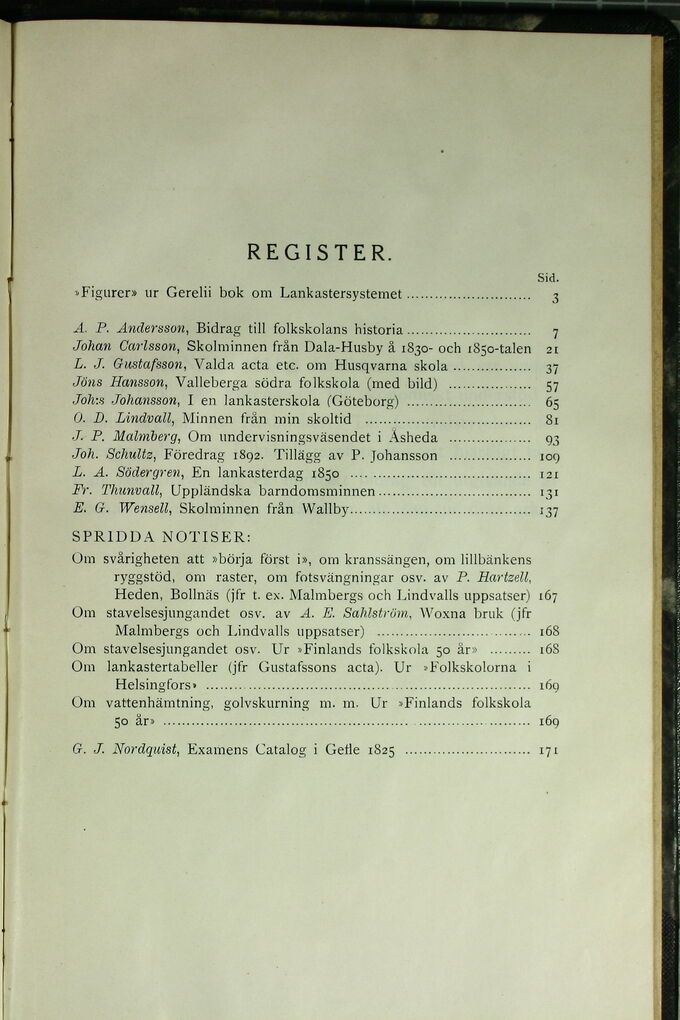 REGISTER.
Sid.
»Figurer» ur Gerelii bok om Lankastersystemet ........................... 3
A. P. Andersson, Bidrag till folkskolans historia ........................... 7
Johan Carlsson, Skolminnen från Dala-Husby å 1830- och 1850-talen 21
L. J. Gustafsson, Valda acta etc. om Husqvarna skola ................. 37
Jöns Hansson, Valleberga södra folkskola (med bild) .................. 57
Joh:s Johansson, I en lankasterskola (Göteborg) ........................... 65
O. D. Lindvall, Minnen från min skoltid .................................... 81
J. P. Malmberg, Om undervisningsväsendet i Åsheda .................. 93
Joh. Schultz, Föredrag 1892. Tillägg av P. Johansson .................. 109
L. A. Södergren, En lankasterdag 1850 ....................................... 121
Fr. Thunvall, Uppländska barndomsminnen ................................. 131
E. G. Wensell, Skolminnen från Wallby....................................... 137
SPRIDDA NOTISER:
Om svårigheten att »börja först i», om kranssängen, om lillbänkens
ryggstöd, om raster, om fotsvängningar osv. av P. Hartzell,
Heden, Bollnäs (jfr t. ex. Malmbergs och Lindvalls uppsatser) 167
Om stavelsesjungandet osv. av A. E. Sahlström, Woxna bruk (jfr
Malmbergs och Lindvalls uppsatser) .................................. 168
Om stavelsesjungandet osv. Ur »Finlands folkskola 50 år» ......... 168
Om lankastertabeller (jfr Gustafssons acta). Ur »Folkskolorna i
Helsingfors» ..................................................................... 169
Om vattenhämtning, golvskurning m. m. Ur »Finlands folkskola
50 år» .............................................................................. 169
G. J. Nordquist, Examens Catalog i Gefle 1825 ........................... 171